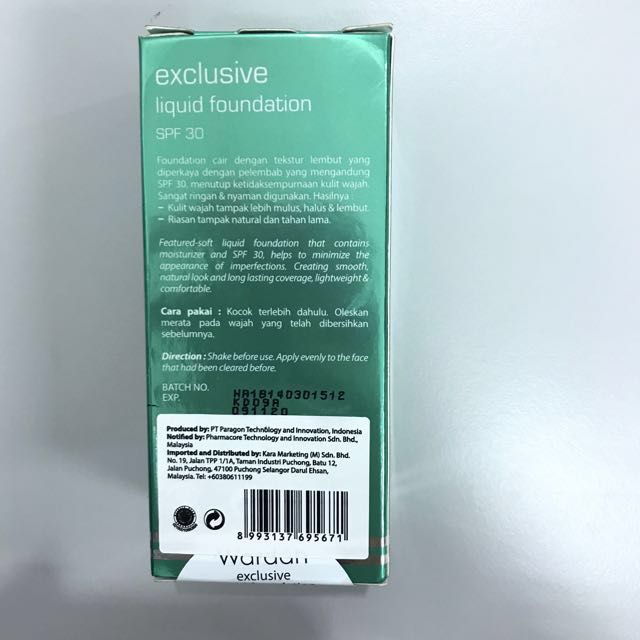 exclusive
liquid foundation
SPF 30
Foundation cair dengan tekstur lembut yang
diperkaya dengan pelembab yang mengandung
SPF 30, menutup ketidaksempurnaan kulit wajah.
Sangat ringan & nyaman digunakan. Hasilnya :
– Kulit wajah tampak lebih mulus, halus & lembut.
– Riasan tampak natural dan tahan lama.
Featured-soft liquid foundation that contains
moisturizer and SPF 30, helps to minimize the
appearance of imperfections. Creating smooth,
natural look and long lasting coverage, lightweight &
comfortable.
Cara pakai : Kocok terlebih dahulu. Oleskan
merata pada wajah yang telah dibersihkan
sebelumnya.
Direction : Shake before use. Apply evenly to the face
that had been cleared before.
BATCH NO.
EXP.
NA18140301512
KD09A
091120
Produced by: PT Paragon Technology and Innovation, Indonesia
Notified by: Pharmacore Technology and Innovation Sdn. Bhd.,
Malaysia
Imported and Distributed by: Kara Marketing (M) Sdn. Bhd.
No. 19, Jalan TPP 1/1A, Taman Industri Puchong, Batu 12,
Jalan Puchong, 47100 Puchong Selangor Darul Ehsan,
Malaysia. Tel: +60380611199
8 993137 695671
Wardah
exclusive